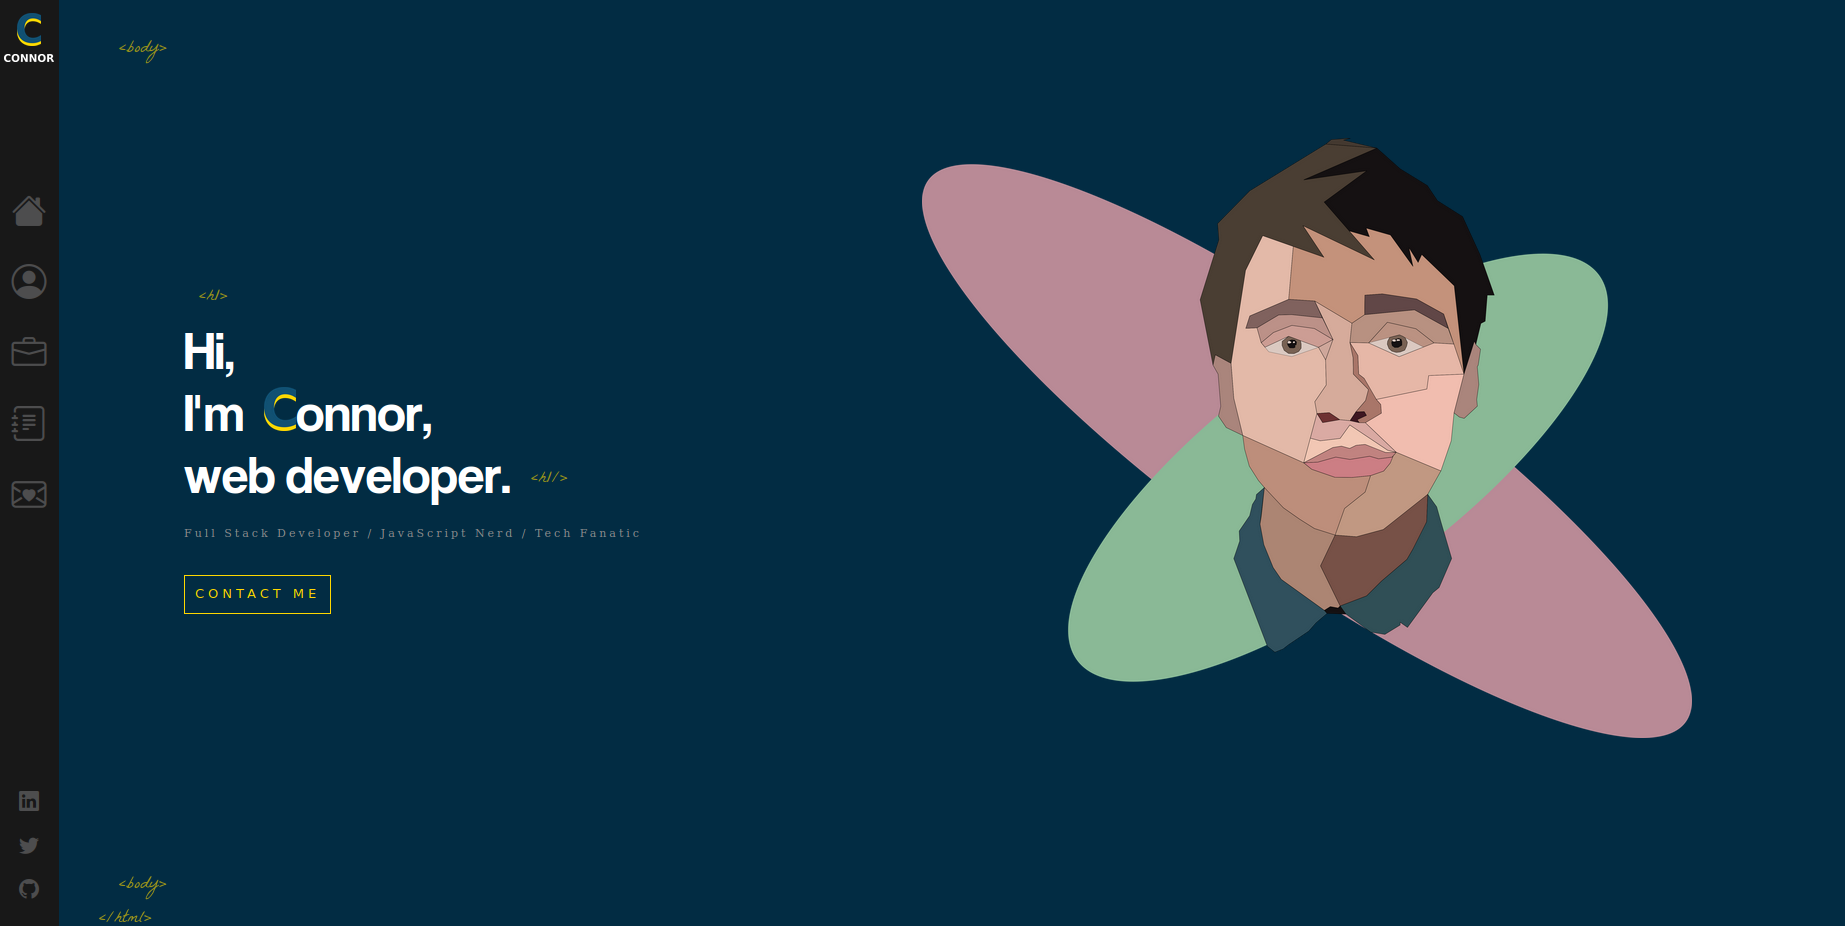 C
CONNOR
<body>
<h1>
Hi,
I'm Connor,
web developer.
<h1/>
Full Stack Developer / JavaScript Nerd / Tech Fanatic
CONTACT ME
in
<body>
</html>